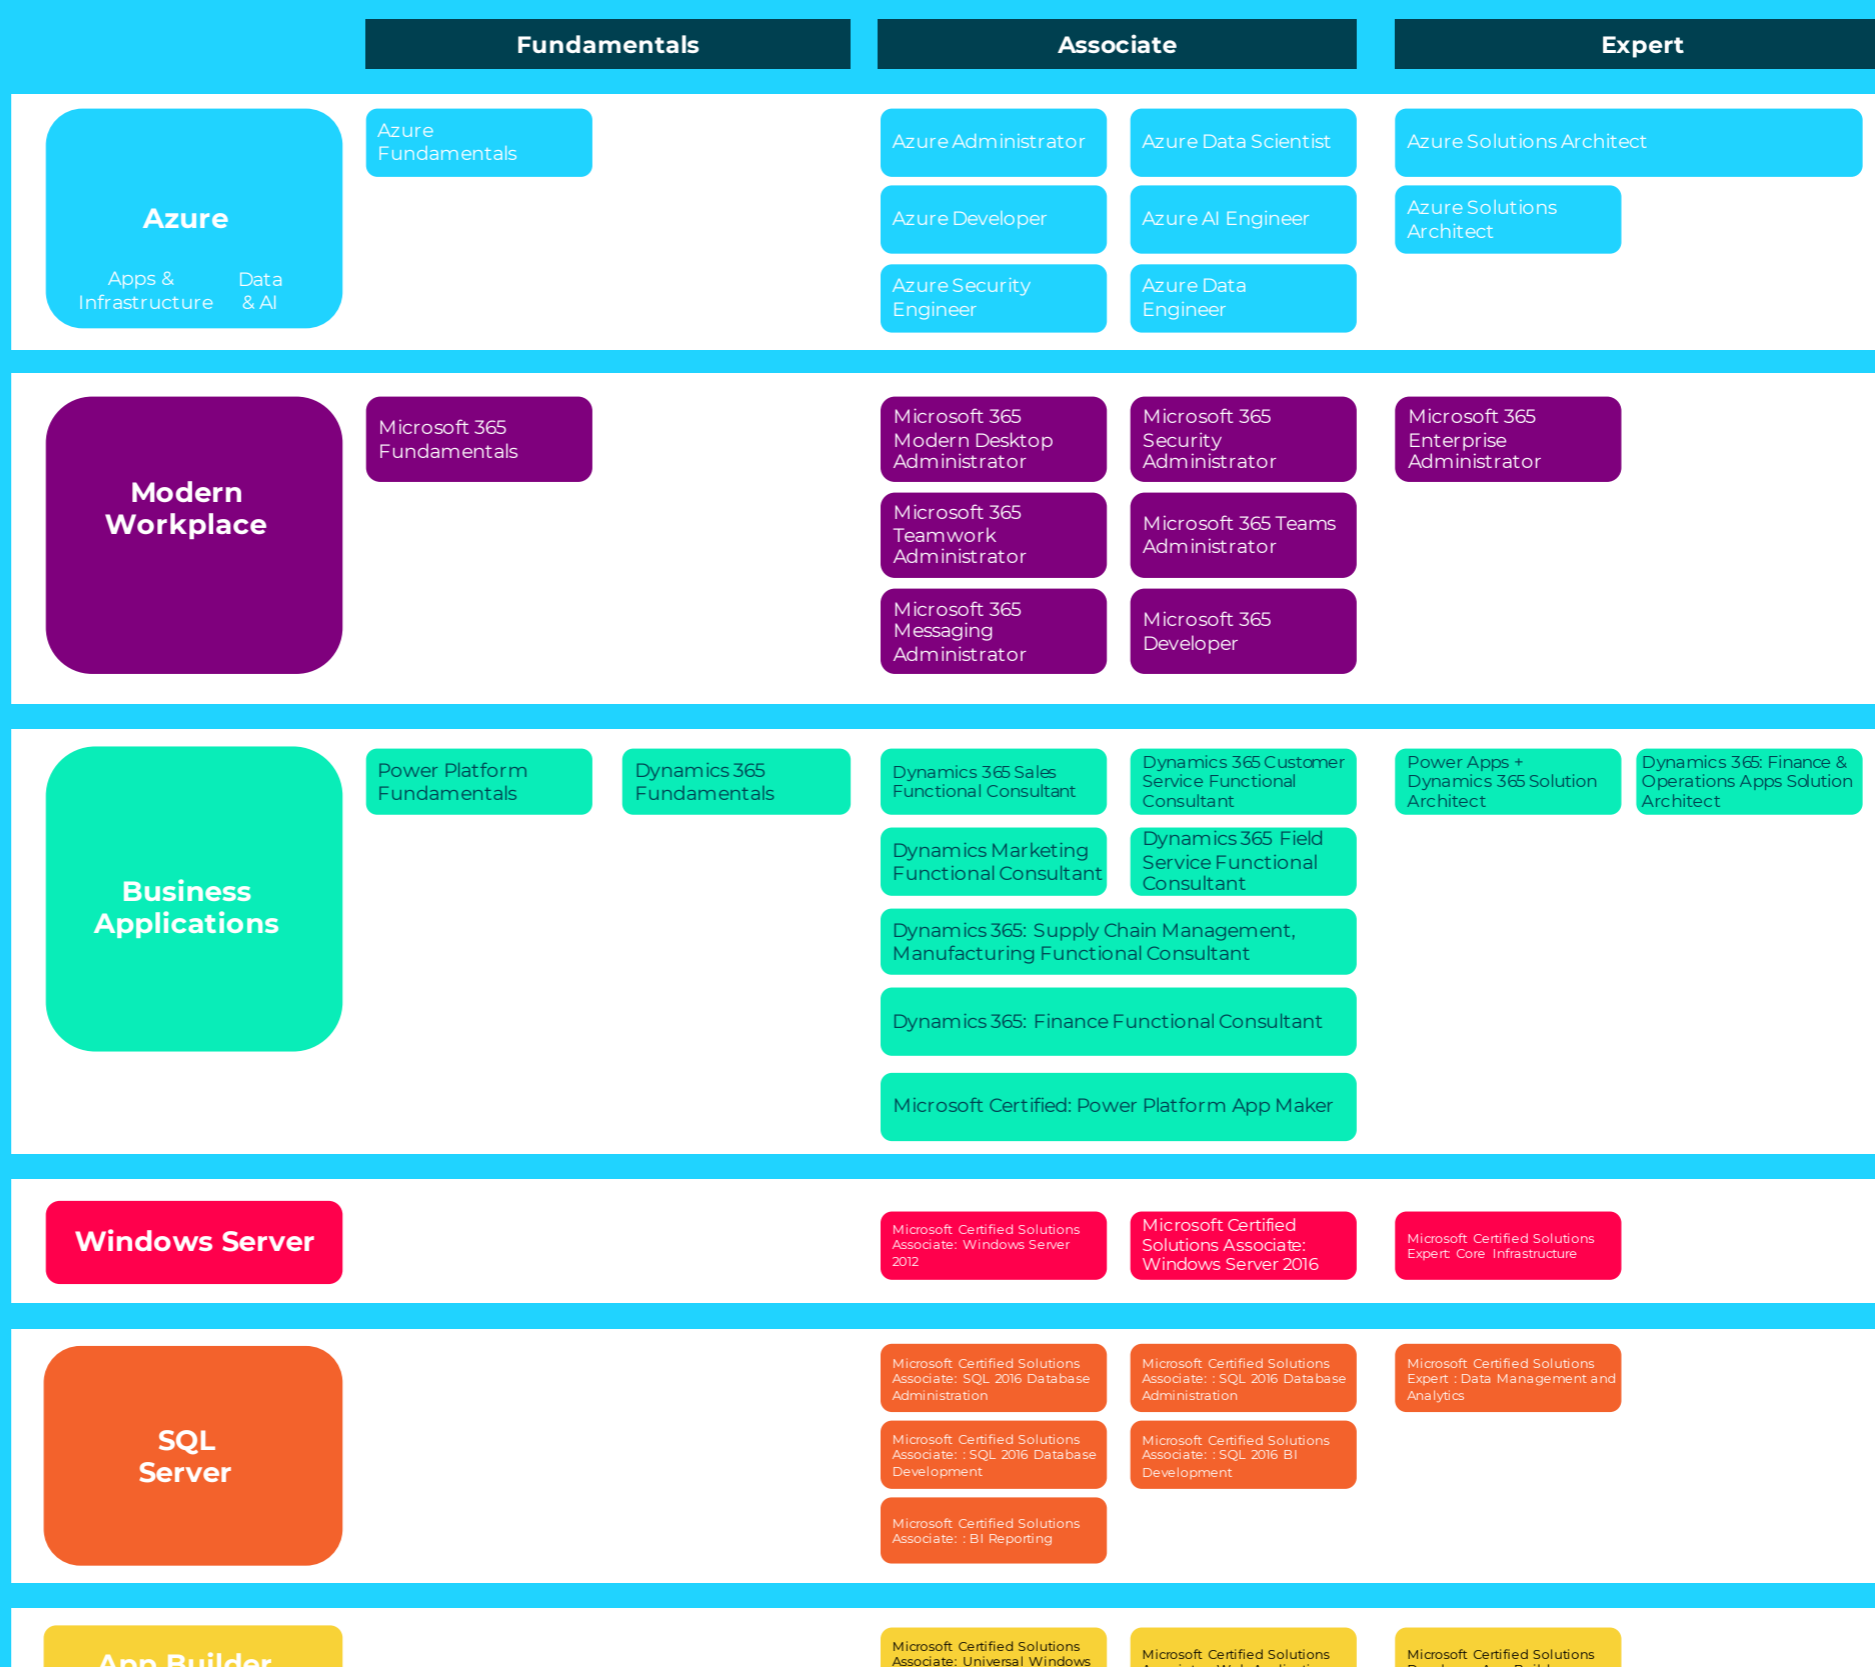 Fundamentals
Associate
Expert
Azure
Apps &
Infrastructure
Data
& AI
Azure
Fundamentals
Azure Administrator
Azure Data Scientist
Azure Solutions Architect
Azure Developer
Azure AI Engineer
Azure Solutions
Architect
Azure Security
Engineer
Azure Data
Engineer
Modern
Workplace
Microsoft 365
Fundamentals
Microsoft 365
Modern Desktop
Administrator
Microsoft 365
Security
Administrator
Microsoft 365
Enterprise
Administrator
Microsoft 365
Teamwork
Administrator
Microsoft 365 Teams
Administrator
Microsoft 365
Messaging
Administrator
Microsoft 365
Developer
Business
Applications
Power Platform
Fundamentals
Dynamics 365
Fundamentals
Dynamics 365 Sales
Functional Consultant
Dynamics 365 Customer
Service Functional
Consultant
Power Apps +
Dynamics 365 Solution
Architect
Dynamics 365: Finance &
Operations Apps Solution
Architect
Dynamics Marketing
Functional Consultant
Dynamics 365 Field
Service Functional
Consultant
Dynamics 365: Supply Chain Management,
Manufacturing Functional Consultant
Dynamics 365: Finance Functional Consultant
Microsoft Certified: Power Platform App Maker
Windows Server
Microsoft Certified Solutions
Associate: Windows Server
2012
Microsoft Certified
Solutions Associate:
Windows Server 2016
Microsoft Certified Solutions
Expert: Core Infrastructure
SQL
Server
Microsoft Certified Solutions
Associate: SQL 2016 Database
Administration
Microsoft Certified Solutions
Associate: : SQL 2016 Database
Administration
Microsoft Certified Solutions
Expert : Data Management and
Analytics
Microsoft Certified Solutions
Associate: : SQL 2016 Database
Development
Microsoft Certified Solutions
Associate: : SQL 2016 BI
Development
Microsoft Certified Solutions
Associate: : BI Reporting
App Builder
Microsoft Certified Solutions
Associate: Universal Windows
Microsoft Certified Solutions
Microsoft Certified Solutions